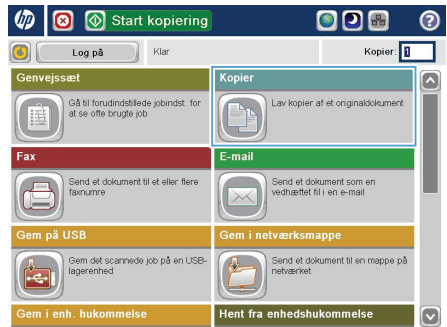 hp
Start kopiering
?
Log på
Klar
Kopier:
1
Genvejssæt
Gå til forudindstillede jobindst. for
at se ofte brugte job
Kopier
Lav kopier af et originaldokument
Fax
Send et dokument til et eller flere
faxnumre
E-mail
Send et dokument som en
vedhæftet fil i en e-mail
Gem på USB
Gem det scannede job på en USB-
lagerenhed
Gem i netværksmappe
Send et dokument til en mappe på
netværket
Gem i enh. hukommelse
Hent fra enhedshukommelse